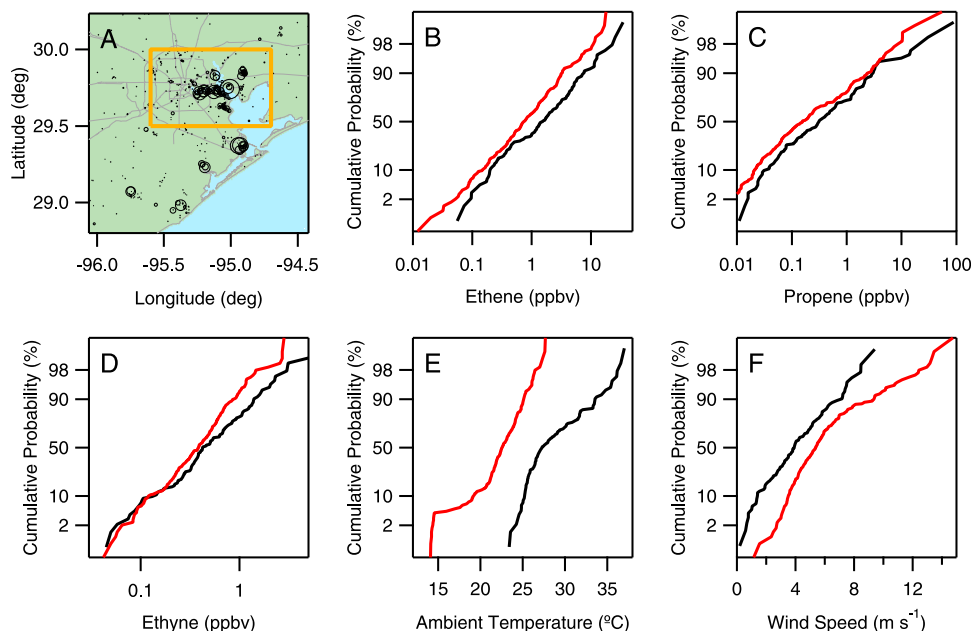 A
Latitude (deg)
30.0
29.5
29.0
-96.0 -95.5 -95.0 -94.5
Longitude (deg)
B
Cumulative Probability (%)
98
90
50
10
2
0.01 0.1 1 10
Ethene (ppbv)
C
Cumulative Probability (%)
98
90
50
10
2
0.01 0.1 1 10 100
Propene (ppbv)
D
Cumulative Probability (%)
98
90
50
10
2
0.1 1
Ethyne (ppbv)
E
Cumulative Probability (%)
98
90
50
10
2
15 20 25 30 35
Ambient Temperature (ºC)
F
Cumulative Probability (%)
98
90
50
10
2
0 4 8 12
Wind Speed (m s⁻¹)